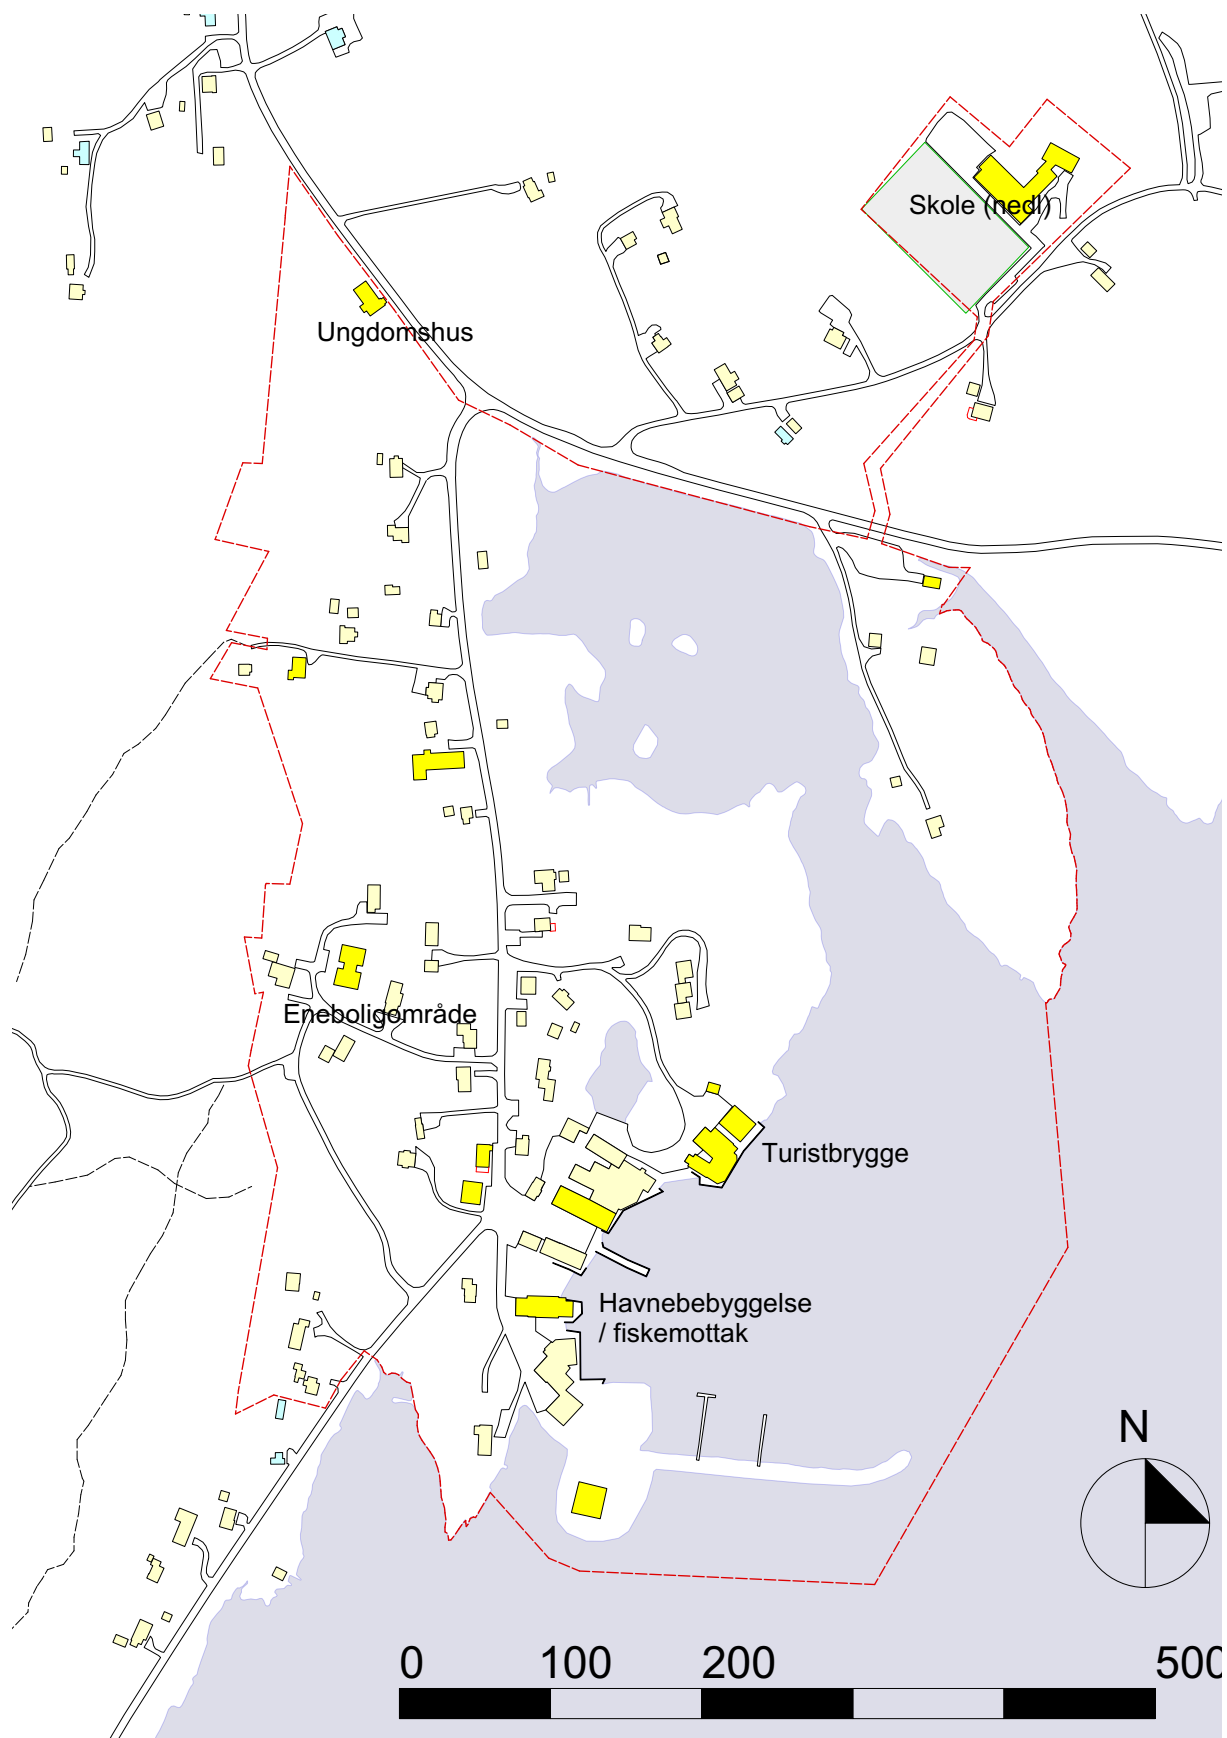 Skole (nedl)
Ungdomshus
Eneboligområde
Turistbrygge
Havnebebyggelse
/ fiskemottak
N
0 100 200 500